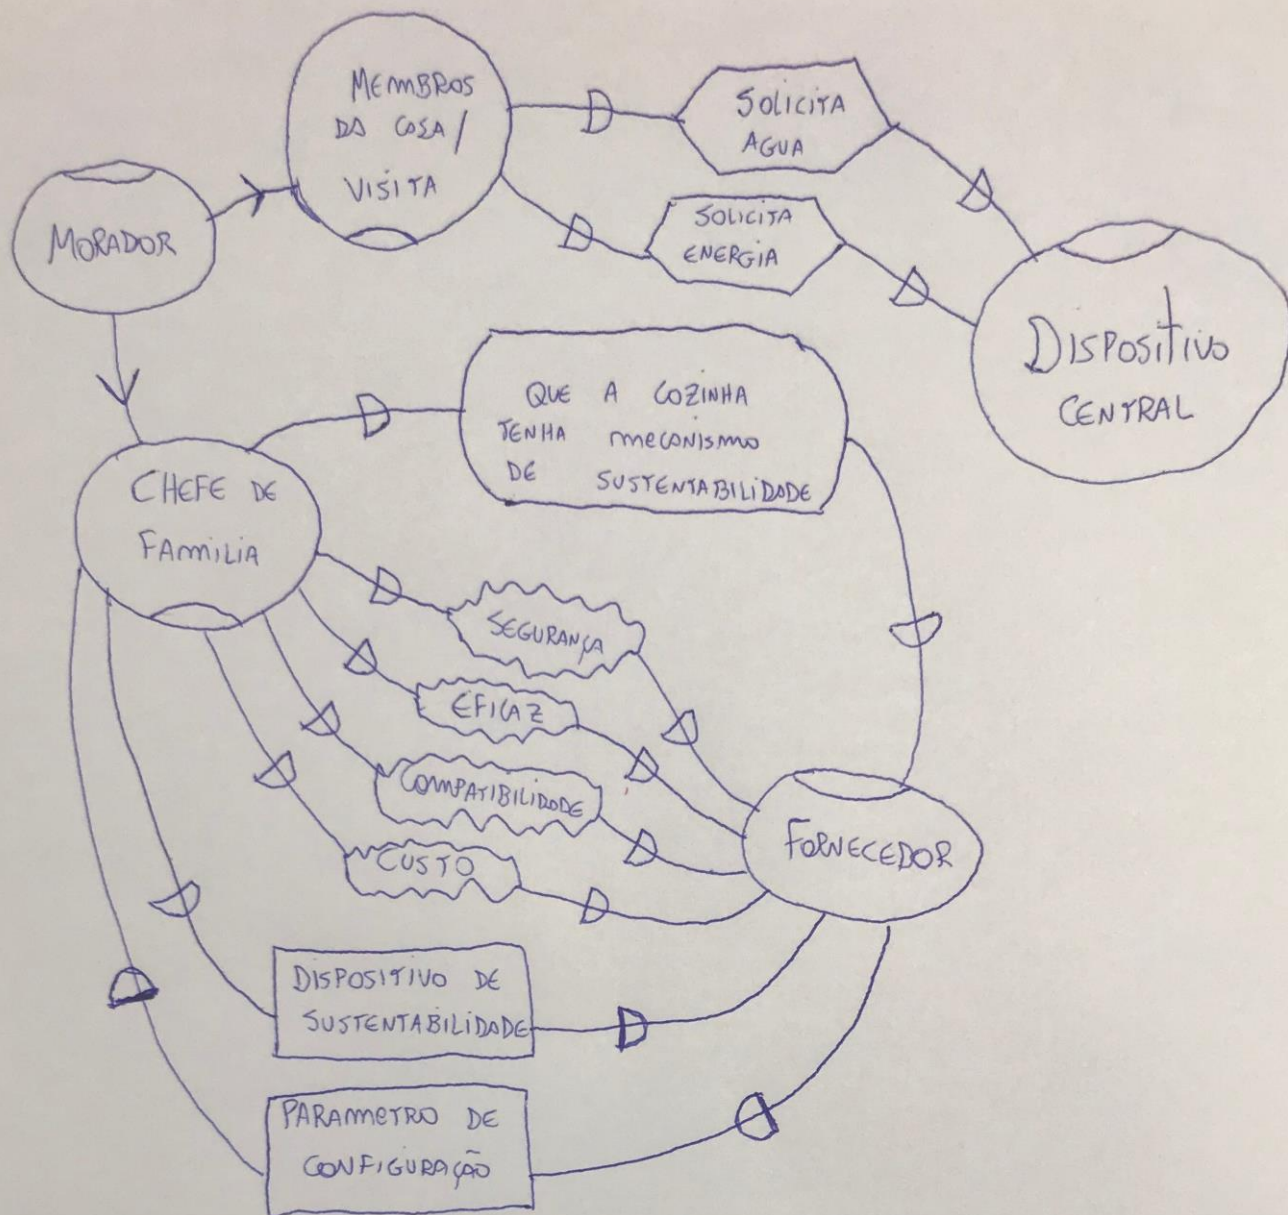 MEMBROS
DA CASA/
VISITA
SOLICITA
AGUA
MORADOR
SOLICITA
ENERGIA
DISPOSITIVO
CENTRAL
QUE A COZINHA
TENHA MECANISMO
DE SUSTENTABILIDADE
CHEFE DE
FAMILIA
SEGURANÇA
EFICAZ
COMPATIBILIDADE
CUSTO
FORNECEDOR
DISPOSITIVO DE
SUSTENTABILIDADE
PARAMETRO DE
CONFIGURAÇÃO